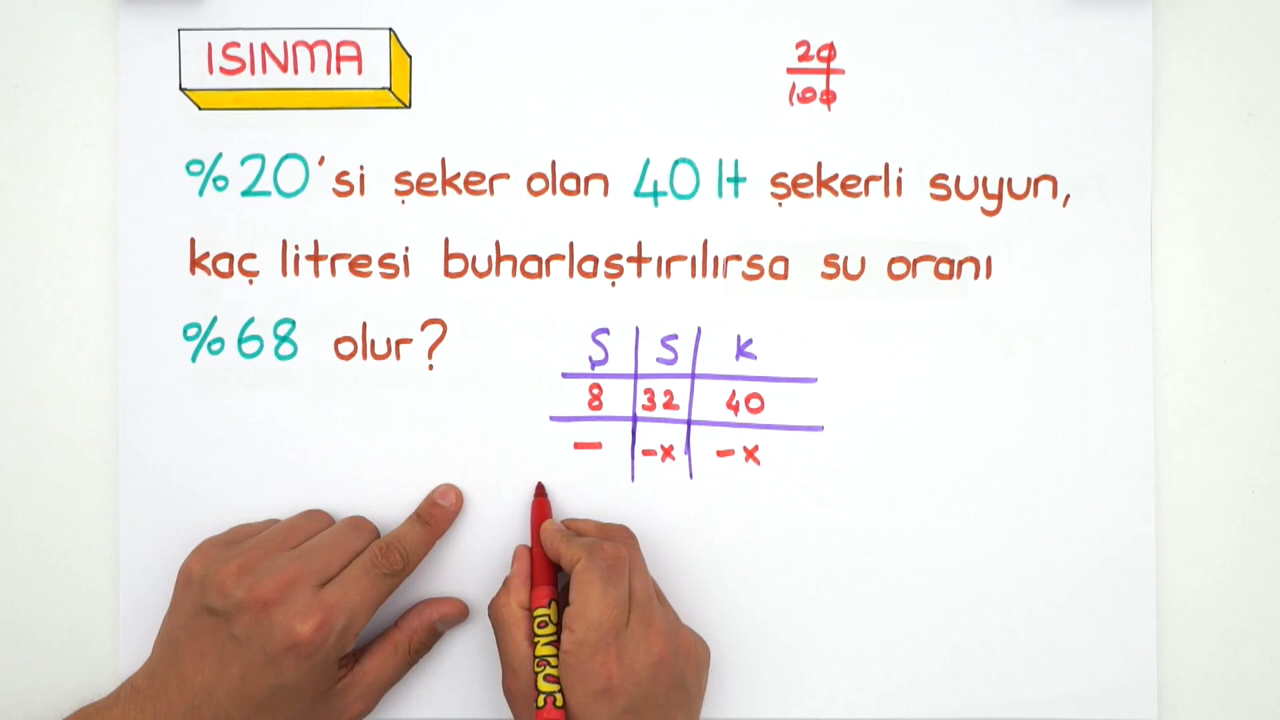 ISINMA
20
100
%20'si şeker olan 40 lt şekerli suyun,
kaç litresi buharlaştırılırsa su oranı
%68 olur?
Ş S K
8 32 40
- -x -x
TONGUÇ